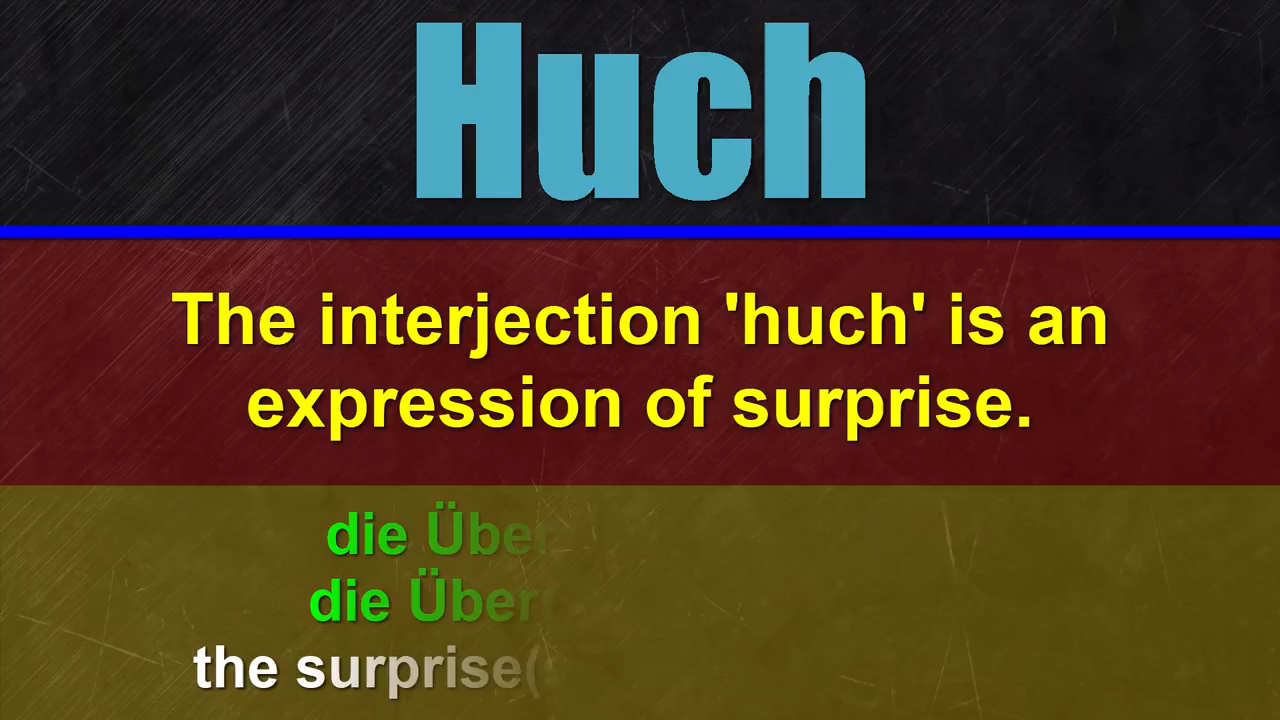 Huch
The interjection 'huch' is an
expression of surprise.
die Über
die Über
the surprise(